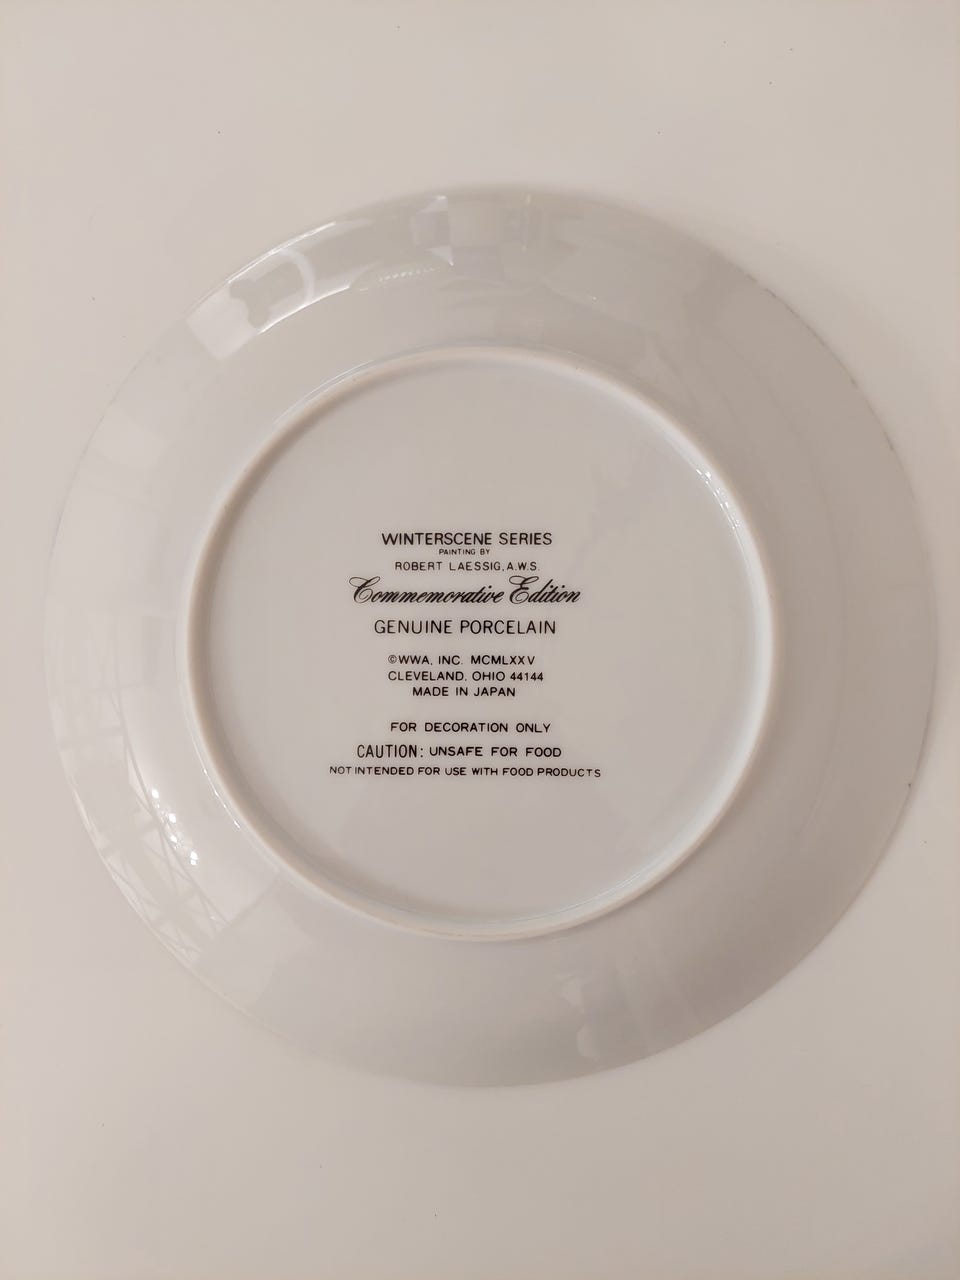 WINTERSCENE SERIES
PAINTING BY
ROBERT LAESSIG, A.W.S.
Commemorative Edition
GENUINE PORCELAIN
©WWA, INC. MCMLXXV
CLEVELAND, OHIO 44144
MADE IN JAPAN
FOR DECORATION ONLY
CAUTION: UNSAFE FOR FOOD
NOT INTENDED FOR USE WITH FOOD PRODUCTS